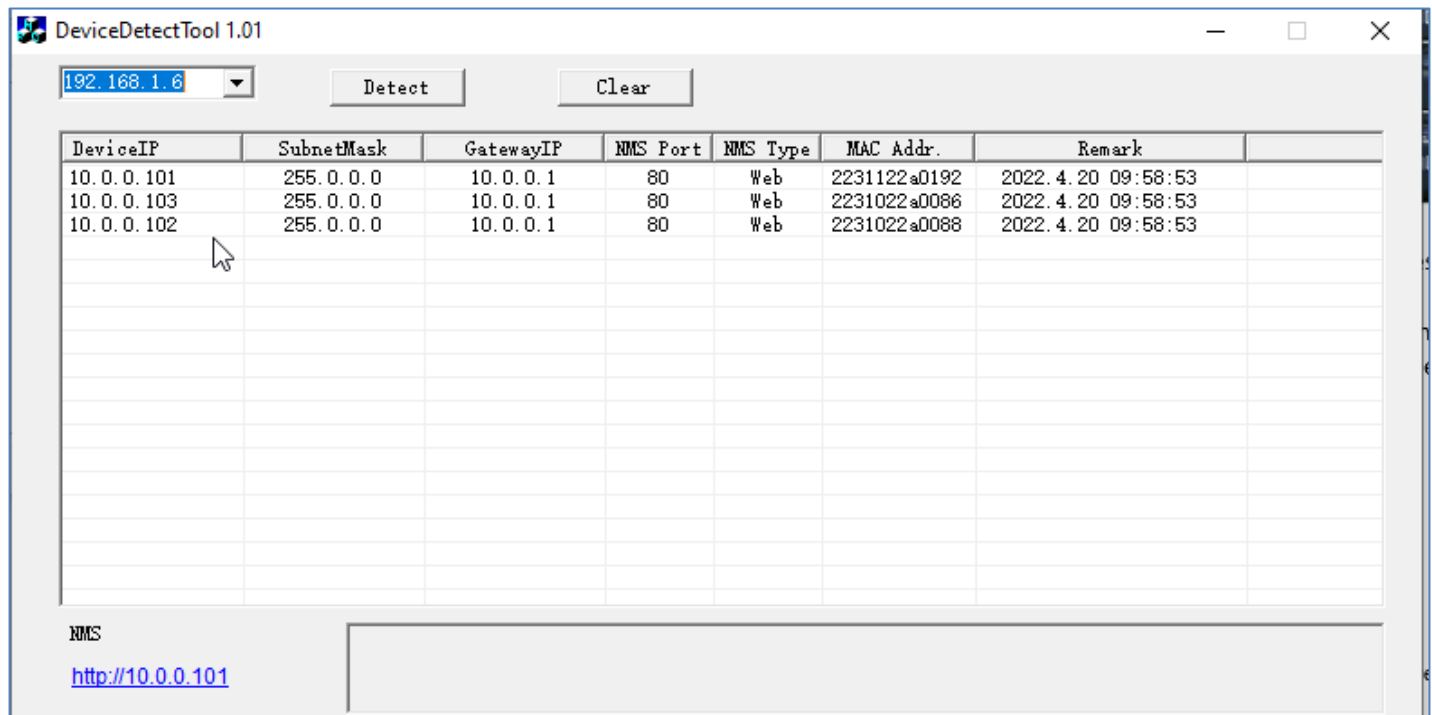 DeviceDetectTool 1.01
192.168.1.6 Detect Clear
DeviceIP SubnetMask GatewayIP NMS Port NMS Type MAC Addr. Remark
10.0.0.101 255.0.0.0 10.0.0.1 80 Web 2231122a0192 2022.4.20 09:58:53
10.0.0.103 255.0.0.0 10.0.0.1 80 Web 2231022a0086 2022.4.20 09:58:53
10.0.0.102 255.0.0.0 10.0.0.1 80 Web 2231022a0088 2022.4.20 09:58:53
NMS
http://10.0.0.101